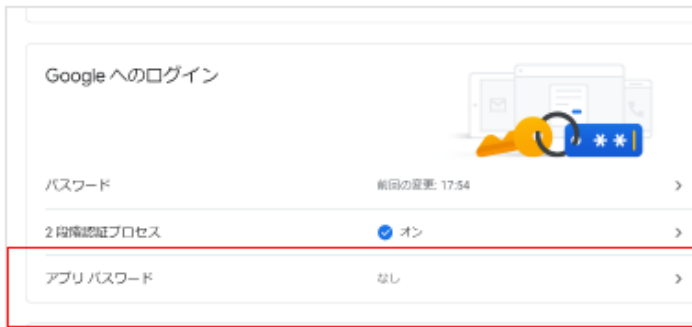 Google へのログイン
**
パスワード
前回の変更: 17:54
2 段階認証プロセス
オン
アプリ パスワード
なし